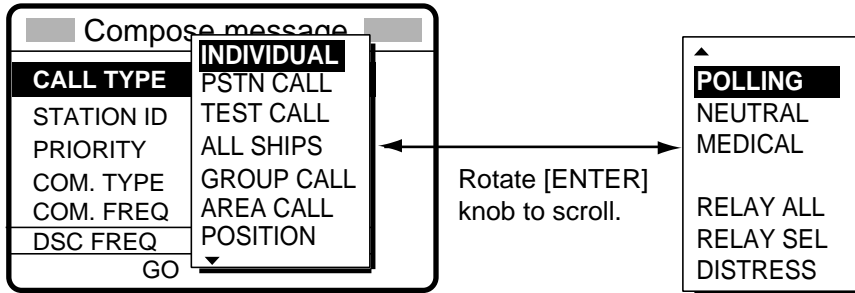 Compose message
CALL TYPE
STATION ID
PRIORITY
COM. TYPE
COM. FREQ
DSC FREQ
GO
INDIVIDUAL
PSTN CALL
TEST CALL
ALL SHIPS
GROUP CALL
AREA CALL
POSITION
Rotate [ENTER]
knob to scroll.
POLLING
NEUTRAL
MEDICAL
RELAY ALL
RELAY SEL
DISTRESS